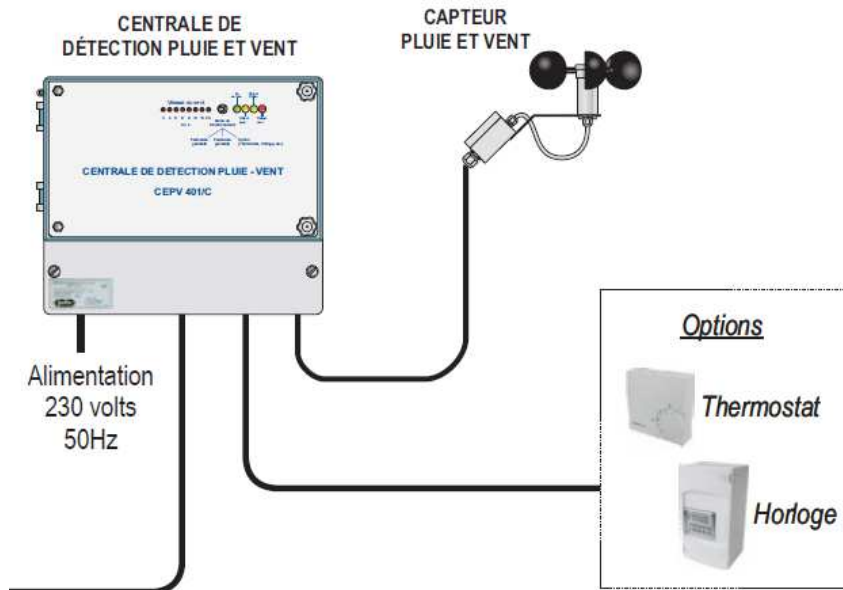 CENTRALE DE
DÉTECTION PLUIE ET VENT
CAPTEUR
PLUIE ET VENT
CENTRALE DE DETECTION PLUIE - VENT
CEPV 401/C
Alimentation
230 volts
50Hz
Options
Thermostat
Horloge